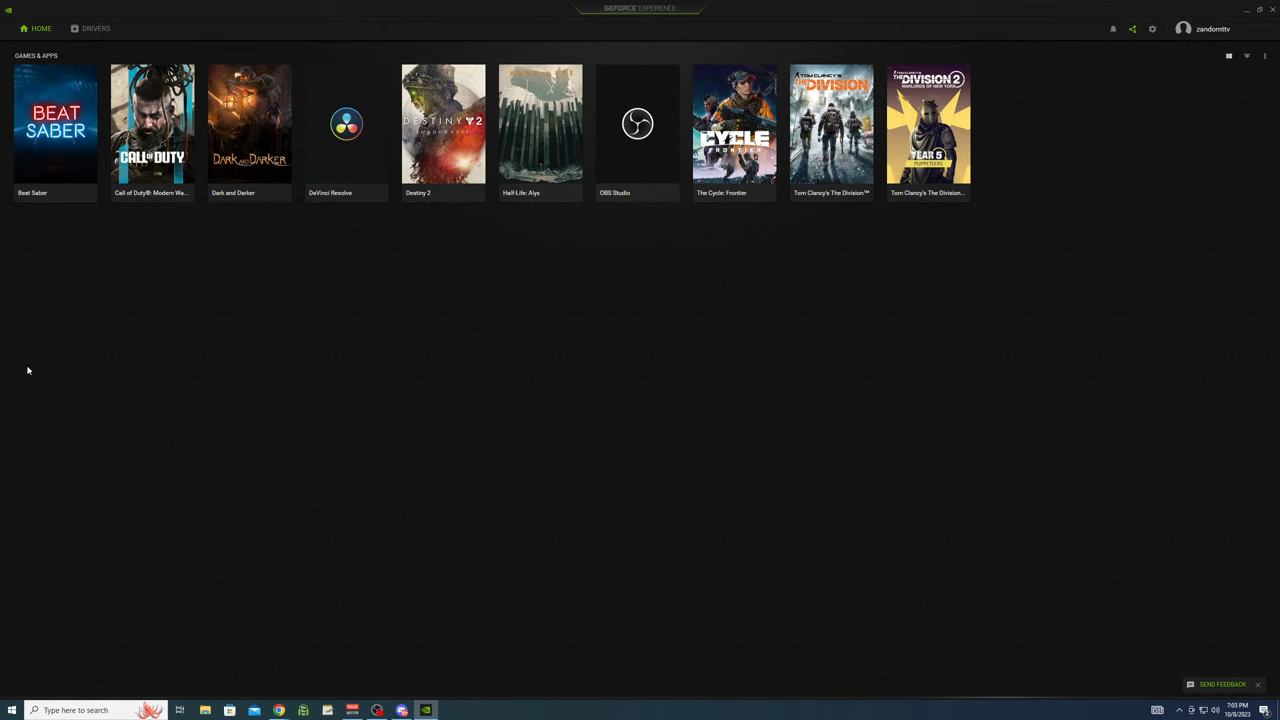 GEFORCE EXPERIENCE
HOME
DRIVERS
zandomttv
GAMES & APPS
BEAT
SABER
CALL OF DUTY
DARK AND DARKER
DESTINY 2
SHADOWKEEP
CYCLE
FRONTIER
TOM CLANCY'S
THE DIVISION
TOM CLANCY'S
THE DIVISION 2
WARLORDS OF NEW YORK
YEAR 5
PUPPETEERS
Beat Saber
Call of Duty®: Modern Wa...
Dark and Darker
DaVinci Resolve
Destiny 2
Half-Life: Alyx
OBS Studio
The Cycle: Frontier
Tom Clancy's The Division™
Tom Clancy's The Division...
SEND FEEDBACK
Type here to search
7:03 PM
10/8/2023